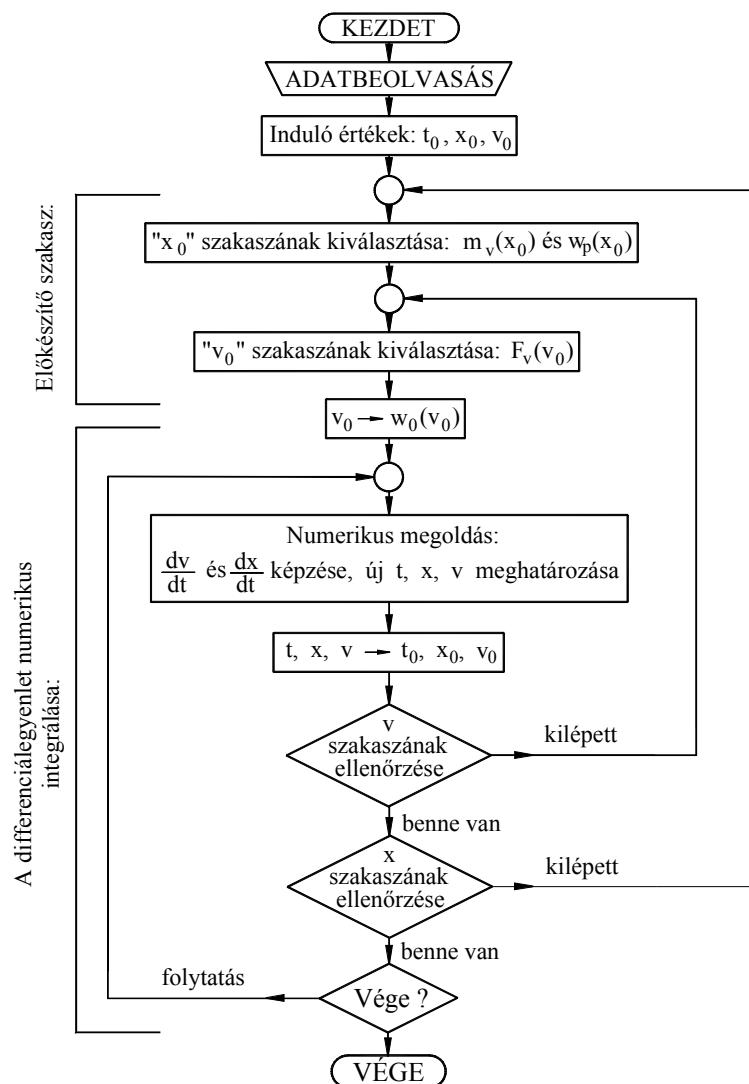 KEZDET
ADATBEOLVASÁS
Induló értékek: t₀, x₀, v₀
Előkészítő szakasz:
"x₀" szakaszának kiválasztása: mᵥ(x₀) és wₚ(x₀)
"v₀" szakaszának kiválasztása: Fᵥ(v₀)
v₀ → w₀(v₀)
A differenciálegyenlet numerikus
integrálása:
Numerikus megoldás:
dv/dt és dx/dt képzése, új t, x, v meghatározása
t, x, v → t₀, x₀, v₀
v
szakaszának
ellenőrzése
kilépett
benne van
x
szakaszának
ellenőrzése
kilépett
benne van
folytatás
Vége ?
VÉGE